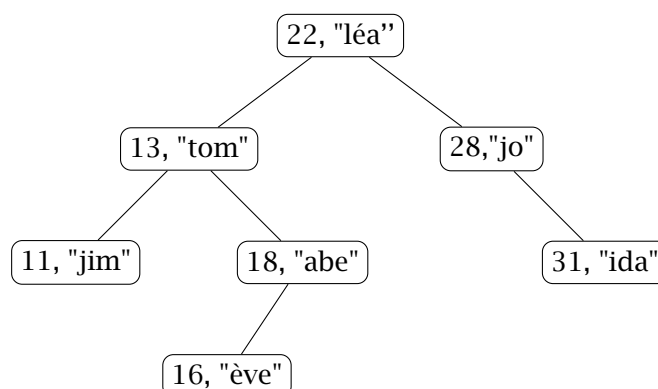 22, "léa’’
13, "tom"
28,"jo"
11, "jim"
18, "abe"
31, "ida"
16, "ève"